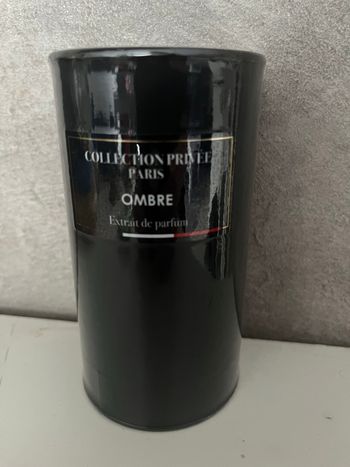 COLLECTION PRIVÉE
PARIS
OMBRE
Extrait de parfum